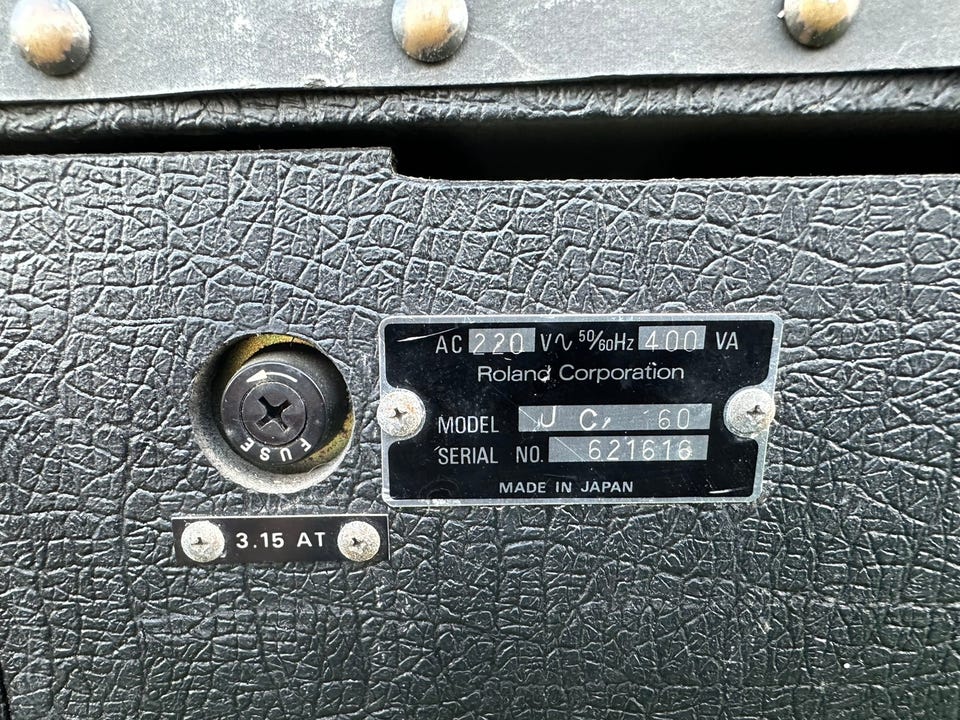 AC 220 V∿ 50/60Hz 400 VA
Roland Corporation
MODEL JC, 60
SERIAL NO. 621616
MADE IN JAPAN
FUSE
3.15 AT